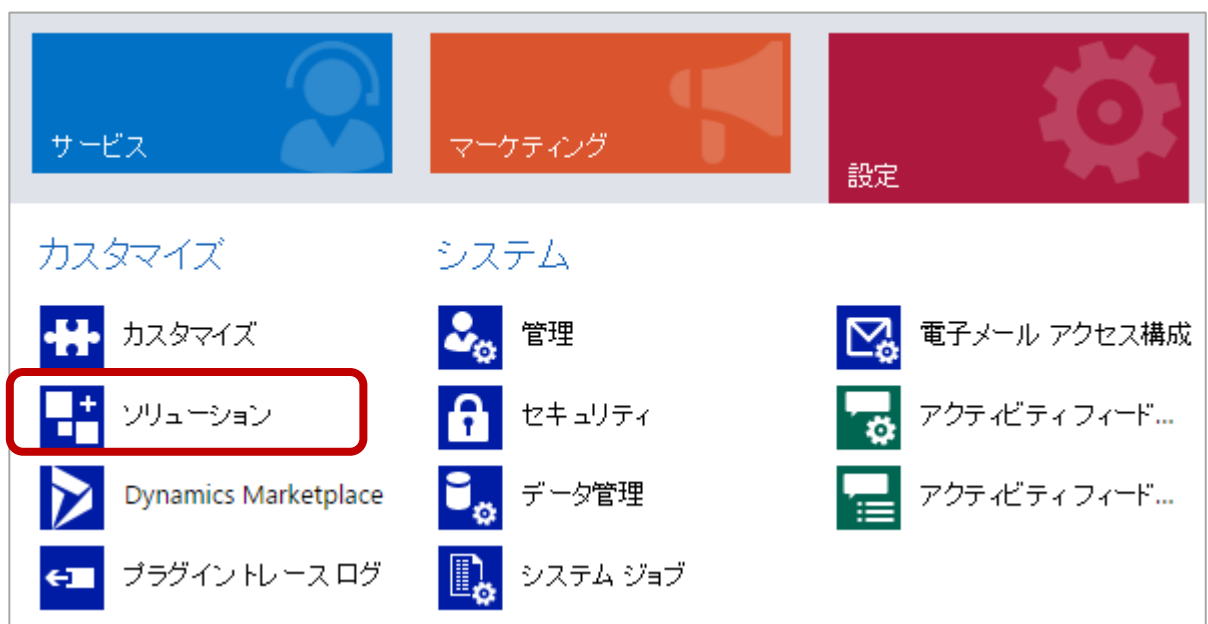 サービス
マーケティング
設定
カスタマイズ
システム
カスタマイズ
管理
電子メール アクセス構成
ソリューション
セキュリティ
アクティビティ フィード...
Dynamics Marketplace
データ管理
アクティビティ フィード...
プラグイン トレース ログ
システム ジョブ